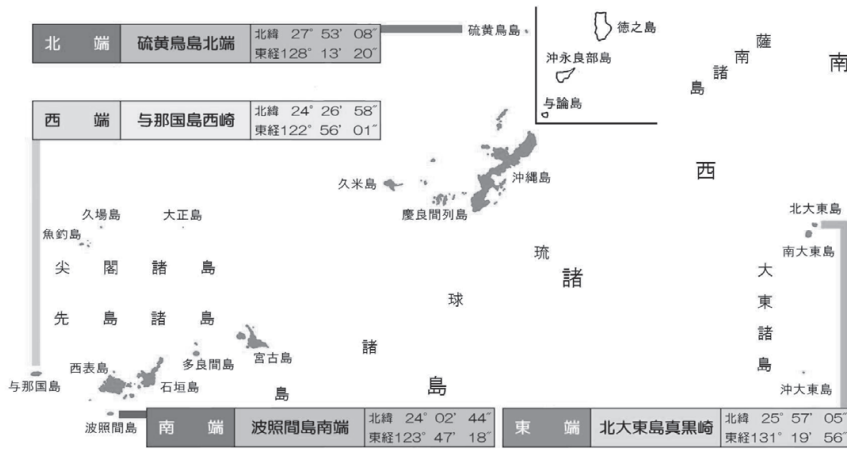 北端 硫黄鳥島北端 北緯 27° 53′ 08″
東経128° 13′ 20″
硫黄鳥島
徳之島
沖永良部島
与論島
薩南諸島
南西諸島
西端 与那国島西崎 北緯 24° 26′ 58″
東経122° 56′ 01″
久米島
慶良間列島
沖縄島
久場島
大正島
魚釣島
尖閣諸島
先島諸島
琉球諸島
北大東島
南大東島
大東諸島
沖大東島
与那国島
西表島
石垣島
多良間島
宮古島
波照間島
南端 波照間島南端 北緯 24° 02′ 44″
東経123° 47′ 18″
東端 北大東島真黒崎 北緯 25° 57′ 05″
東経131° 19′ 56″